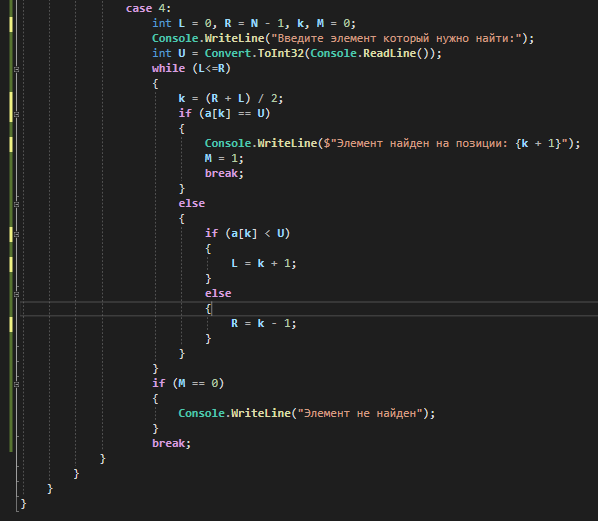 case 4:
int L = 0, R = N - 1, k, M = 0;
Console.WriteLine("Введите элемент который нужно найти:");
int U = Convert.ToInt32(Console.ReadLine());
while (L<=R)
{
k = (R + L) / 2;
if (a[k] == U)
{
Console.WriteLine($"Элемент найден на позиции: {k + 1}");
M = 1;
break;
}
else
{
if (a[k] < U)
{
L = k + 1;
}
else
{
R = k - 1;
}
}
}
if (M == 0)
{
Console.WriteLine("Элемент не найден");
}
break;
}
}
}
}